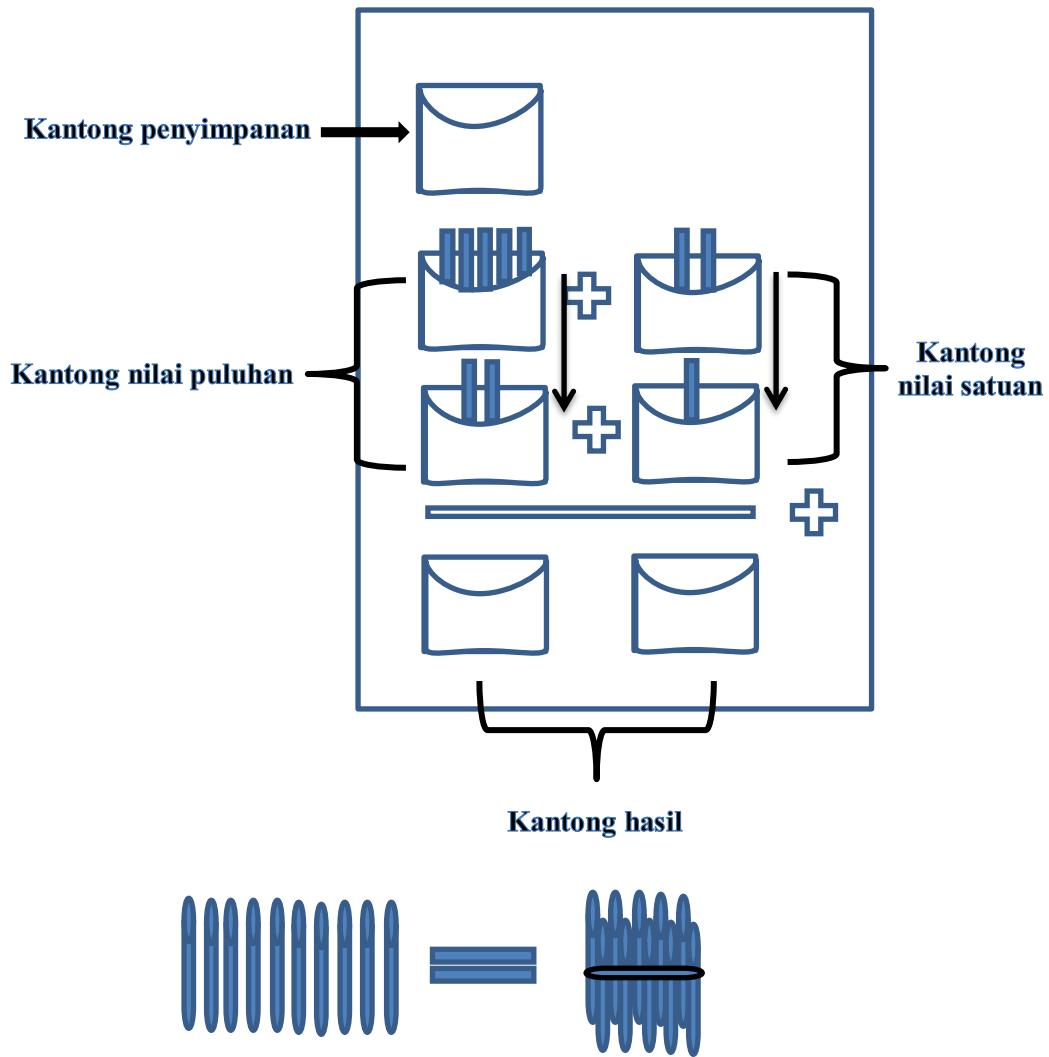 Kantong penyimpanan
Kantong nilai puluhan
Kantong
nilai satuan
Kantong hasil